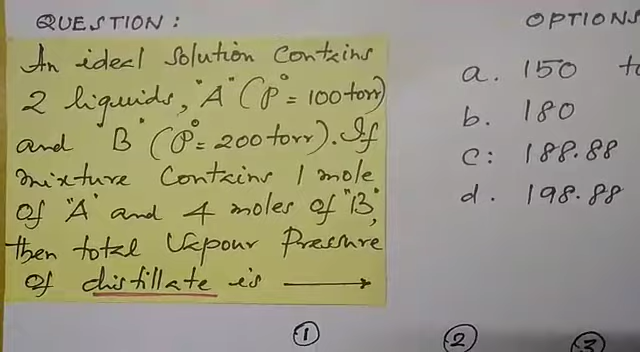 QUESTION :
An ideal solution contains
2 liquids, "A" (P° = 100 torr)
and "B" (P° = 200 torr). If
mixture contains 1 mole
of "A" and 4 moles of "B",
then total Vapour Pressure
of distillate is →
OPTIONS
a. 150 to
b. 180
c: 188.88
d. 198.88
1 2 3